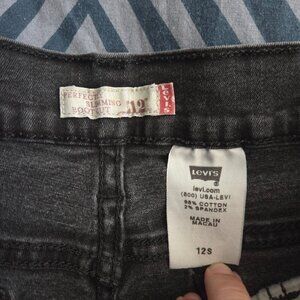 PERFECTLY
SLIMMING
BOOTCUT
12
Levi's
LEVI'S
levi.com
(800) USA-LEVI
98% COTTON
2% SPANDEX
MADE IN
MACAU
12S